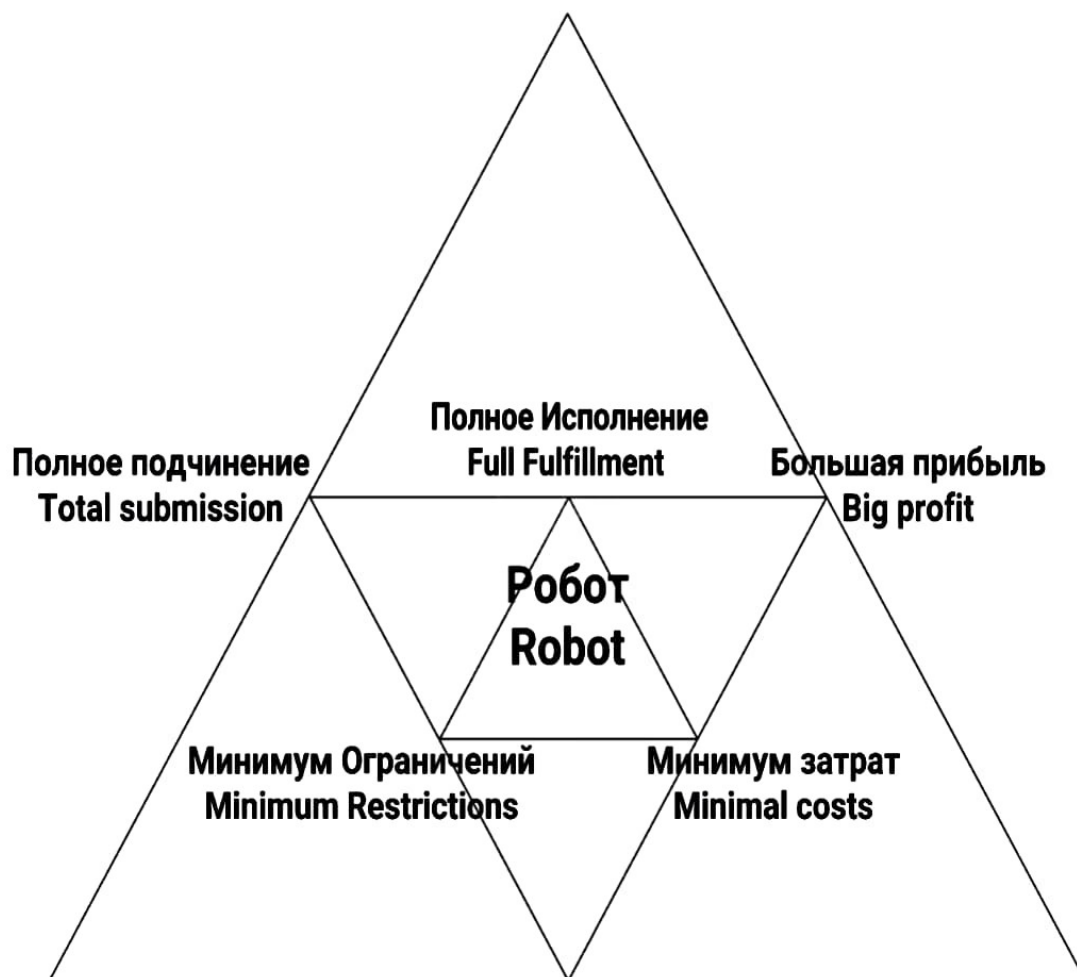 Полное Исполнение
Full Fulfillment
Полное подчинение
Total submission
Большая прибыль
Big profit
Робот
Robot
Минимум Ограничений
Minimum Restrictions
Минимум затрат
Minimal costs